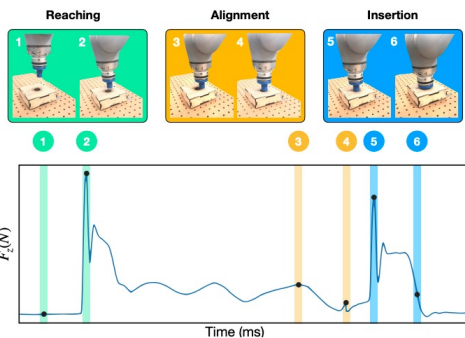 Reaching Alignment Insertion
1 2 3 4 5 6
1 2 3 4 5 6
F_z(N)
Time (ms)